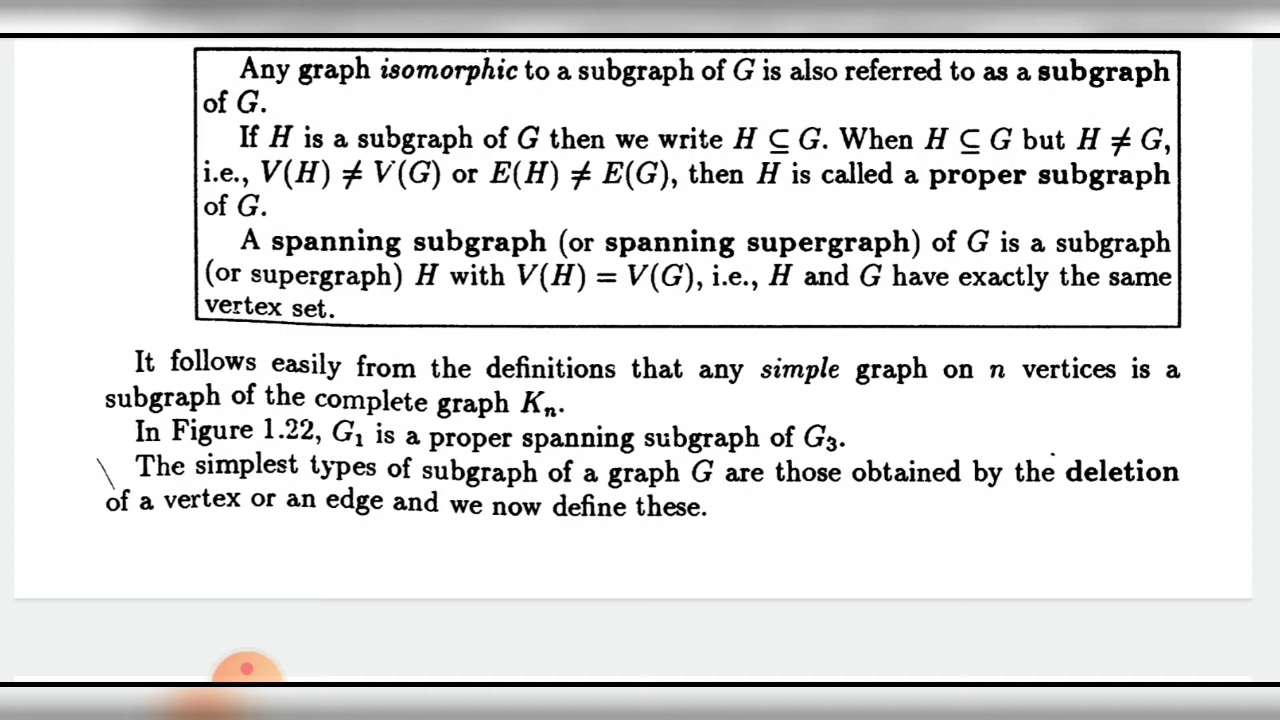 Any graph isomorphic to a subgraph of G is also referred to as a subgraph
of G.
If H is a subgraph of G then we write H ⊆ G. When H ⊆ G but H ≠ G,
i.e., V(H) ≠ V(G) or E(H) ≠ E(G), then H is called a proper subgraph
of G.
A spanning subgraph (or spanning supergraph) of G is a subgraph
(or supergraph) H with V(H) = V(G), i.e., H and G have exactly the same
vertex set.
It follows easily from the definitions that any simple graph on n vertices is a
subgraph of the complete graph Kₙ.
In Figure 1.22, G₁ is a proper spanning subgraph of G₃.
The simplest types of subgraph of a graph G are those obtained by the deletion
of a vertex or an edge and we now define these.